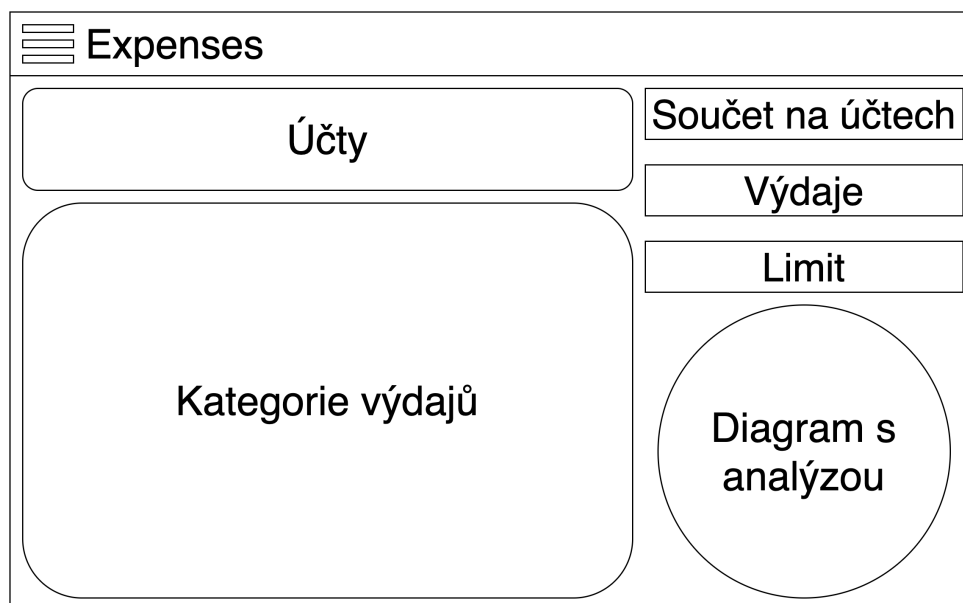 Expenses
Účty
Součet na účtech
Výdaje
Limit
Kategorie výdajů
Diagram s
analýzou